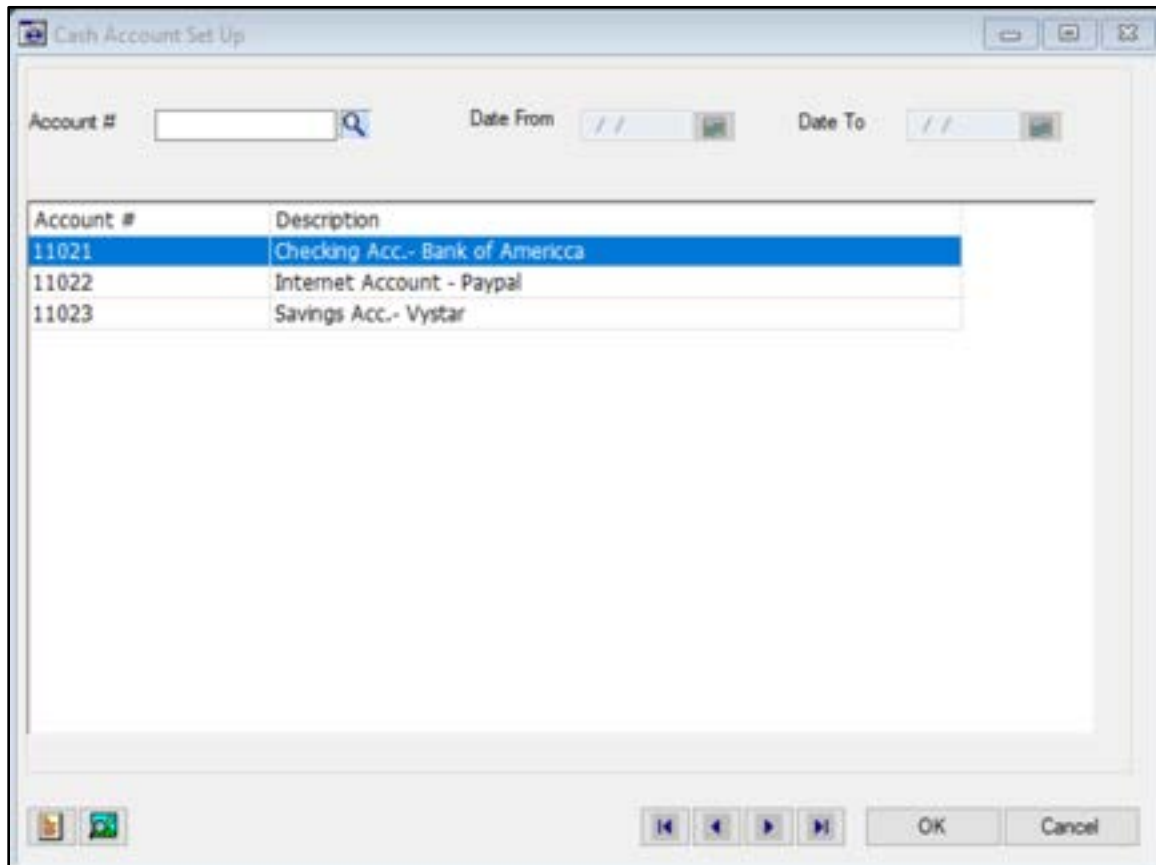 Cash Account Set Up
Account # Date From / / Date To / /
Account # Description
11021 Checking Acc.- Bank of Americca
11022 Internet Account - Paypal
11023 Savings Acc.- Vystar
OK Cancel